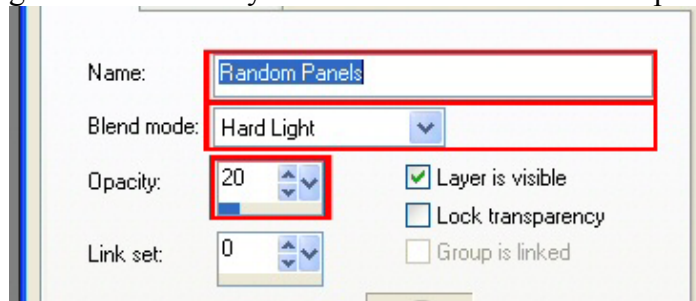 Name: Random Panels
Blend mode: Hard Light
Opacity: 20 Layer is visible
Lock transparency
Link set: 0 Group is linked